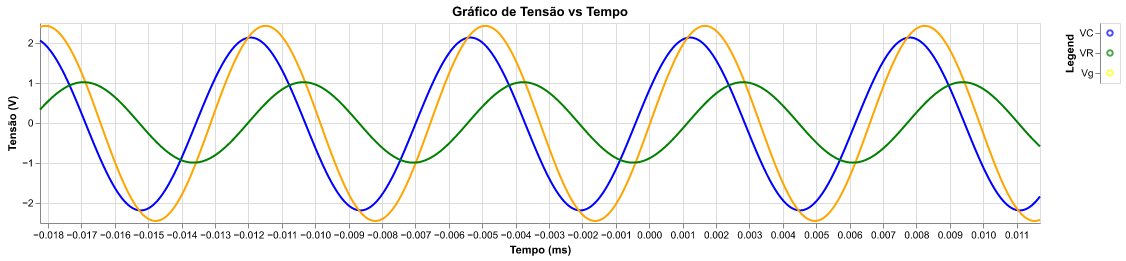 Gráfico de Tensão vs Tempo
2
1
0
−1
−2
Tensão (V)
−0.018 −0.017 −0.016 −0.015 −0.014 −0.013 −0.012 −0.011 −0.010 −0.009 −0.008 −0.007 −0.006 −0.005 −0.004 −0.003 −0.002 −0.001 0.000 0.001 0.002 0.003 0.004 0.005 0.006 0.007 0.008 0.009 0.010 0.011
Tempo (ms)
Legend
VC
VR
Vg